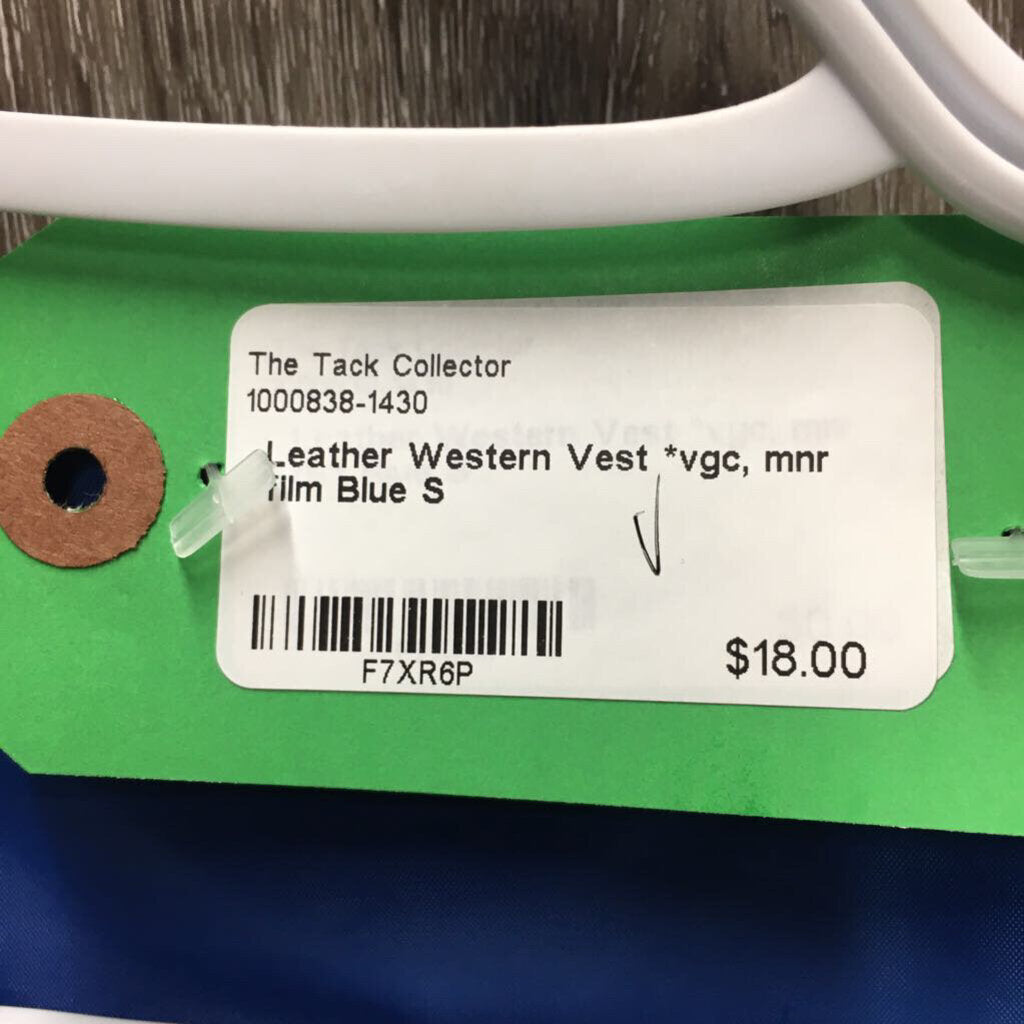 The Tack Collector
1000838-1430
Leather Western Vest *vgc, mnr
film Blue S
F7XR6P
$18.00